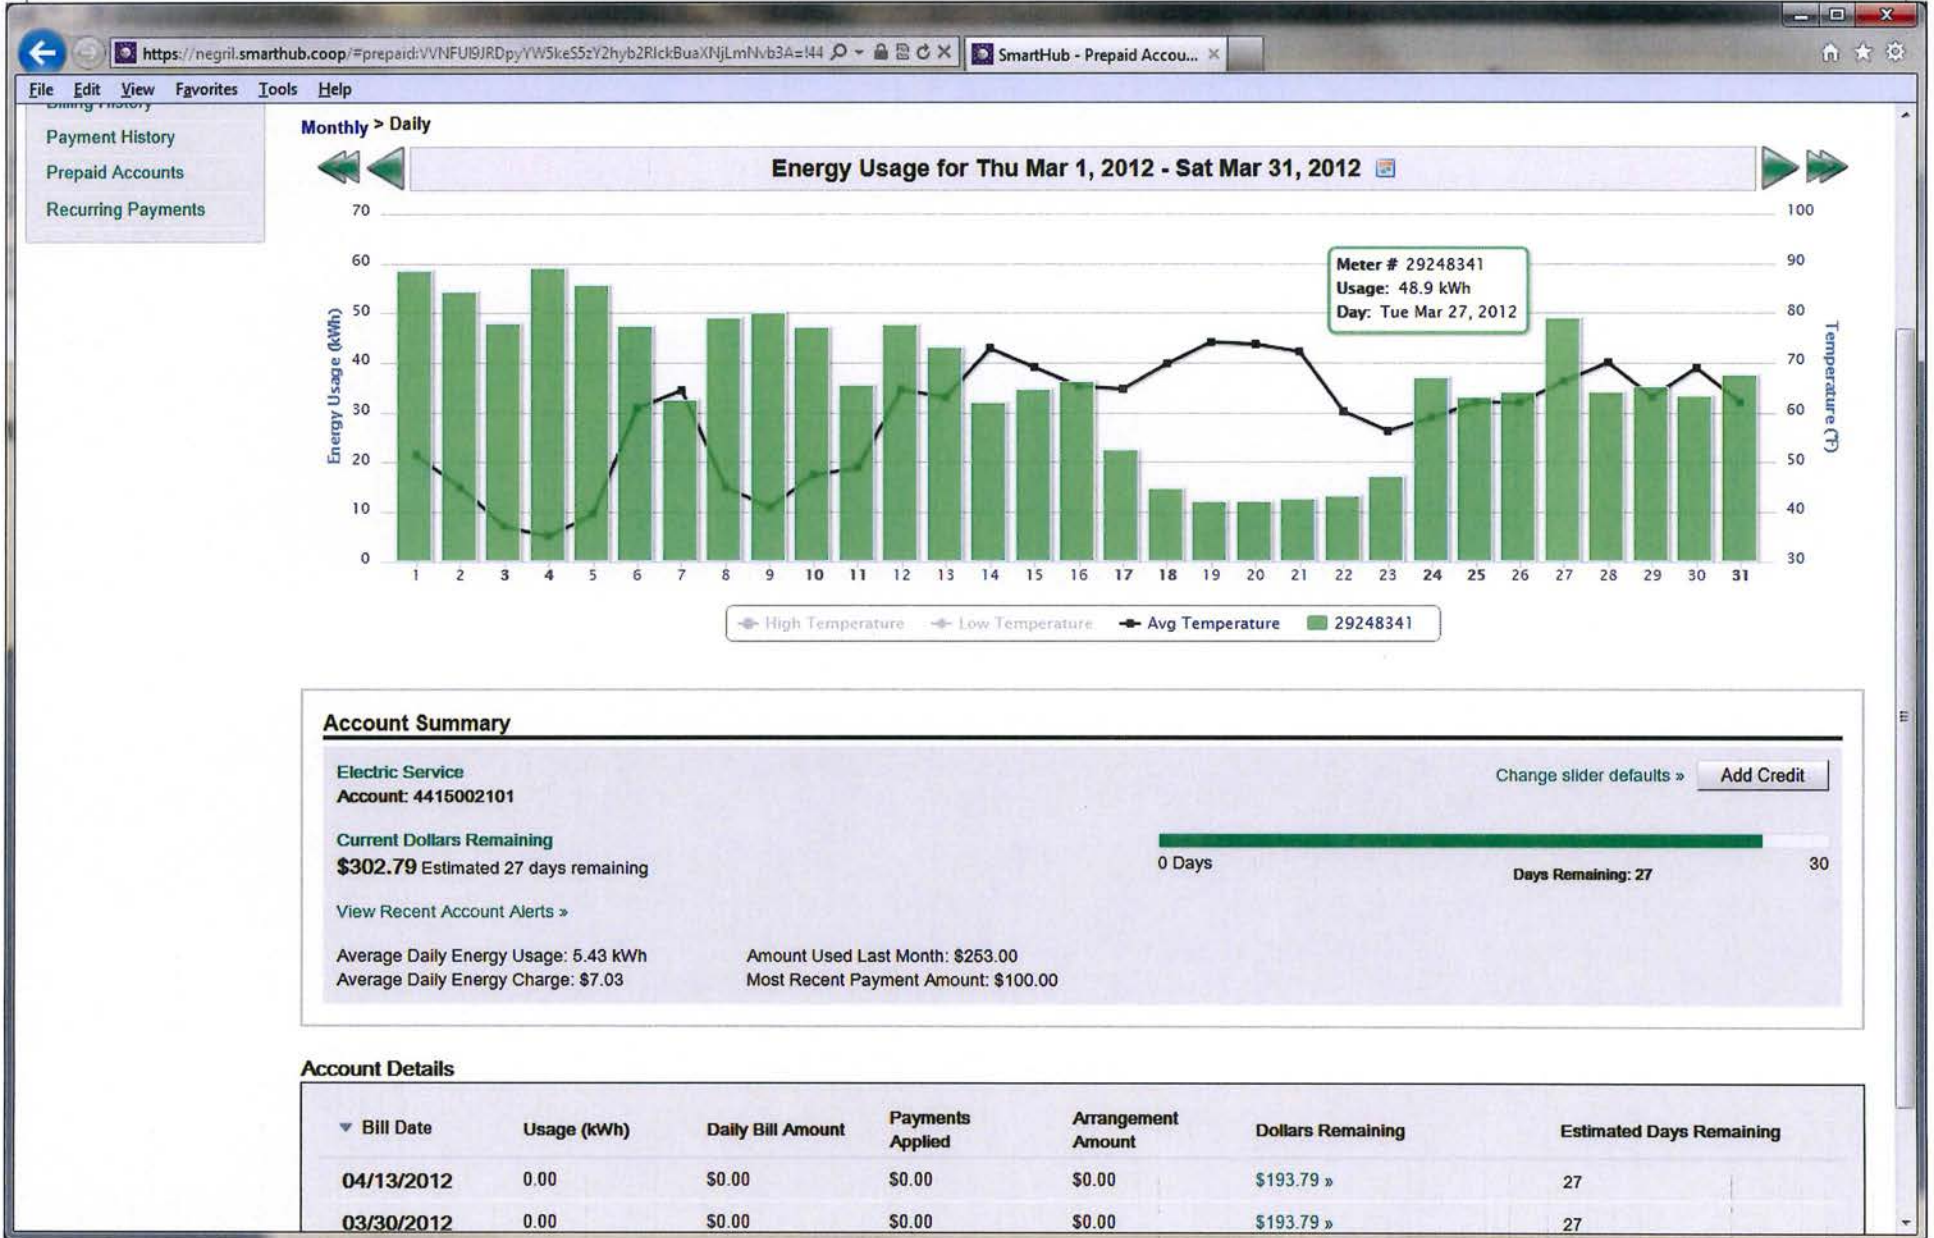 https://negril.smarthub.coop/#prepaid:
SmartHub - Prepaid Accou...
File Edit View Favorites Tools Help
Billing History
Payment History
Prepaid Accounts
Recurring Payments
Monthly > Daily
Energy Usage for Thu Mar 1, 2012 - Sat Mar 31, 2012
70 100
60 90
50 80
40 70
30 60
20 50
10 40
0 30
Energy Usage (kWh)
Temperature (°F)
Meter # 29248341
Usage: 48.9 kWh
Day: Tue Mar 27, 2012
1 2 3 4 5 6 7 8 9 10 11 12 13 14 15 16 17 18 19 20 21 22 23 24 25 26 27 28 29 30 31
High Temperature Low Temperature Avg Temperature 29248341
Account Summary
Electric Service
Account: 4415002101
Change slider defaults » Add Credit
Current Dollars Remaining
$302.79 Estimated 27 days remaining
0 Days 30
Days Remaining: 27
View Recent Account Alerts »
Average Daily Energy Usage: 5.43 kWh Amount Used Last Month: $253.00
Average Daily Energy Charge: $7.03 Most Recent Payment Amount: $100.00
Account Details
Bill Date Usage (kWh) Daily Bill Amount Payments Applied Arrangement Amount Dollars Remaining Estimated Days Remaining
04/13/2012 0.00 $0.00 $0.00 $0.00 $193.79 » 27
03/30/2012 0.00 $0.00 $0.00 $0.00 $193.79 » 27